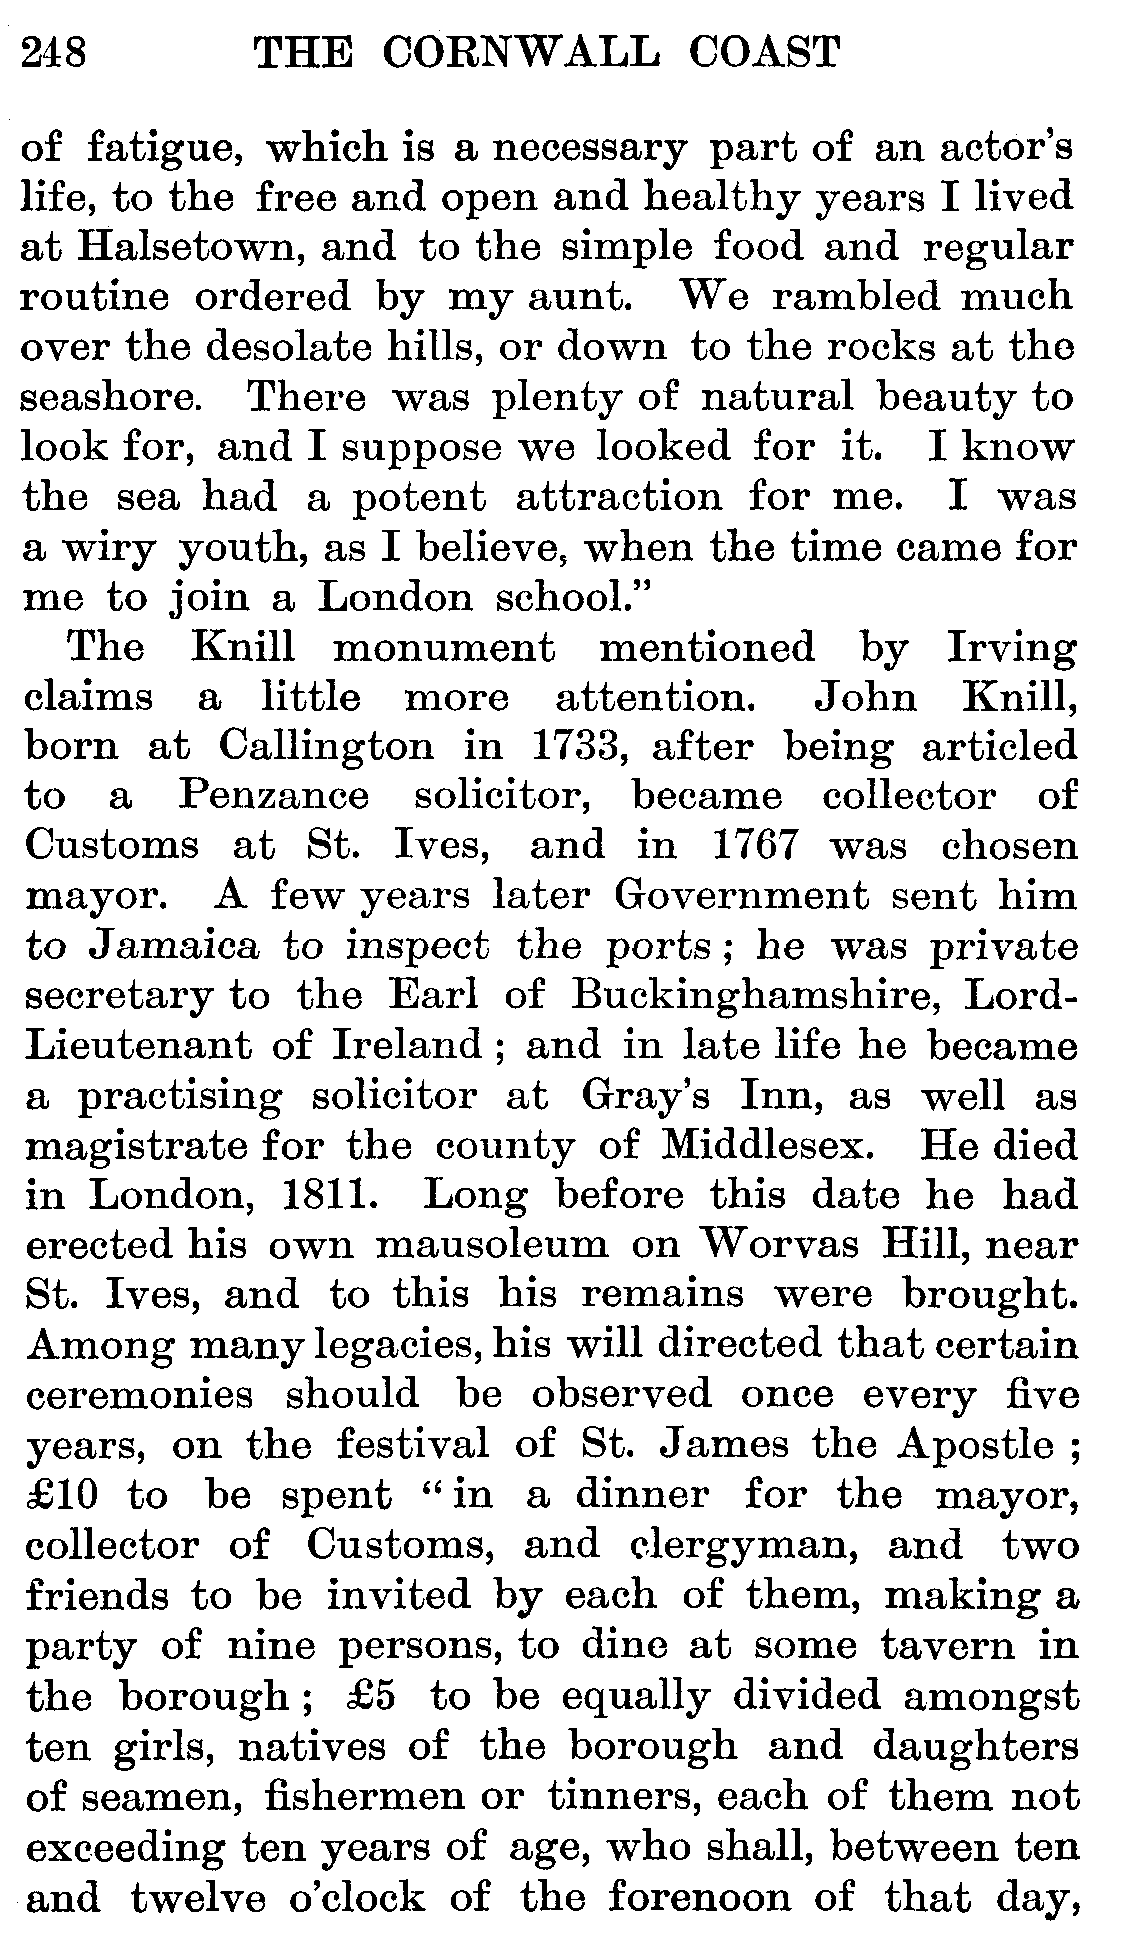 248 THE CORNWALL COAST
of fatigue, which is a necessary part of an actor's
life, to the free and open and healthy years I lived
at Halsetown, and to the simple food and regular
routine ordered by my aunt. We rambled much
over the desolate hills, or down to the rocks at the
seashore. There was plenty of natural beauty to
look for, and I suppose we looked for it. I know
the sea had a potent attraction for me. I was
a wiry youth, as I believe, when the time came for
me to join a London school."
The Knill monument mentioned by Irving
claims a little more attention. John Knill,
born at Callington in 1733, after being articled
to a Penzance solicitor, became collector of
Customs at St. Ives, and in 1767 was chosen
mayor. A few years later Government sent him
to Jamaica to inspect the ports; he was private
secretary to the Earl of Buckinghamshire, Lord-
Lieutenant of Ireland; and in late life he became
a practising solicitor at Gray's Inn, as well as
magistrate for the county of Middlesex. He died
in London, 1811. Long before this date he had
erected his own mausoleum on Worvas Hill, near
St. Ives, and to this his remains were brought.
Among many legacies, his will directed that certain
ceremonies should be observed once every five
years, on the festival of St. James the Apostle;
£10 to be spent "in a dinner for the mayor,
collector of Customs, and clergyman, and two
friends to be invited by each of them, making a
party of nine persons, to dine at some tavern in
the borough; £5 to be equally divided amongst
ten girls, natives of the borough and daughters
of seamen, fishermen or tinners, each of them not
exceeding ten years of age, who shall, between ten
and twelve o'clock of the forenoon of that day,